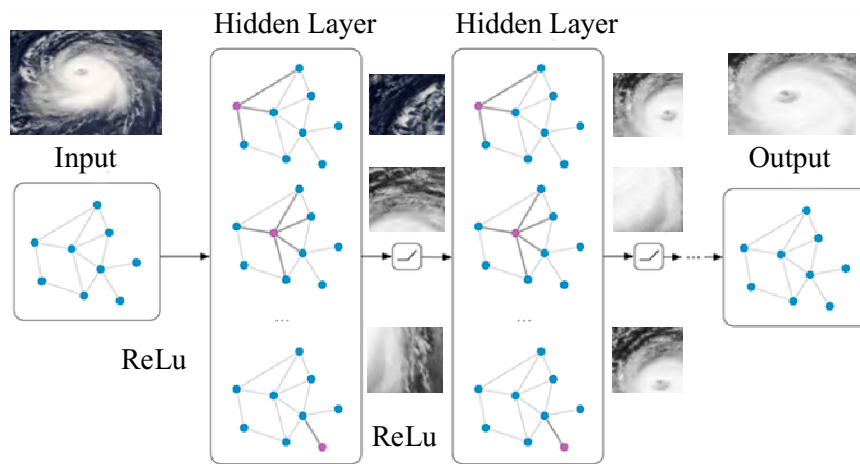 Hidden Layer
Hidden Layer
Input
Output
...
...
ReLu
ReLu